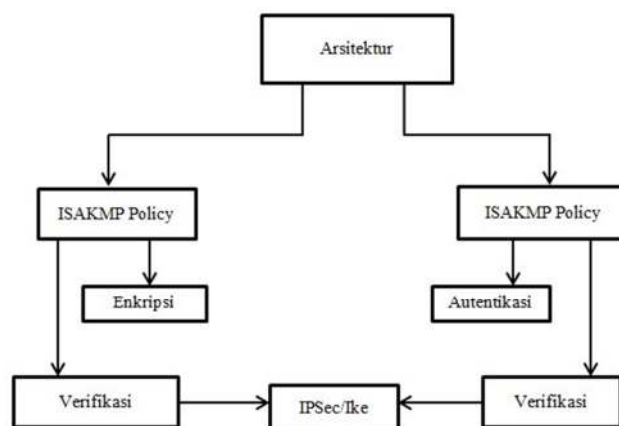 Arsitektur
ISAKMP Policy
ISAKMP Policy
Enkripsi
Autentikasi
Verifikasi
IPSec/Ike
Verifikasi